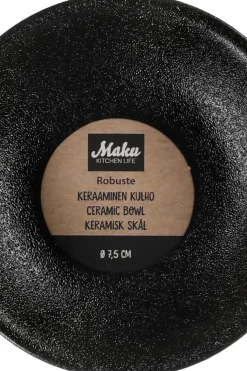 Maku
KITCHEN LIFE
Robuste
KERAAMINEN KULHO
CERAMIC BOWL
KERAMISK SKÅL
Ø 7,5 CM